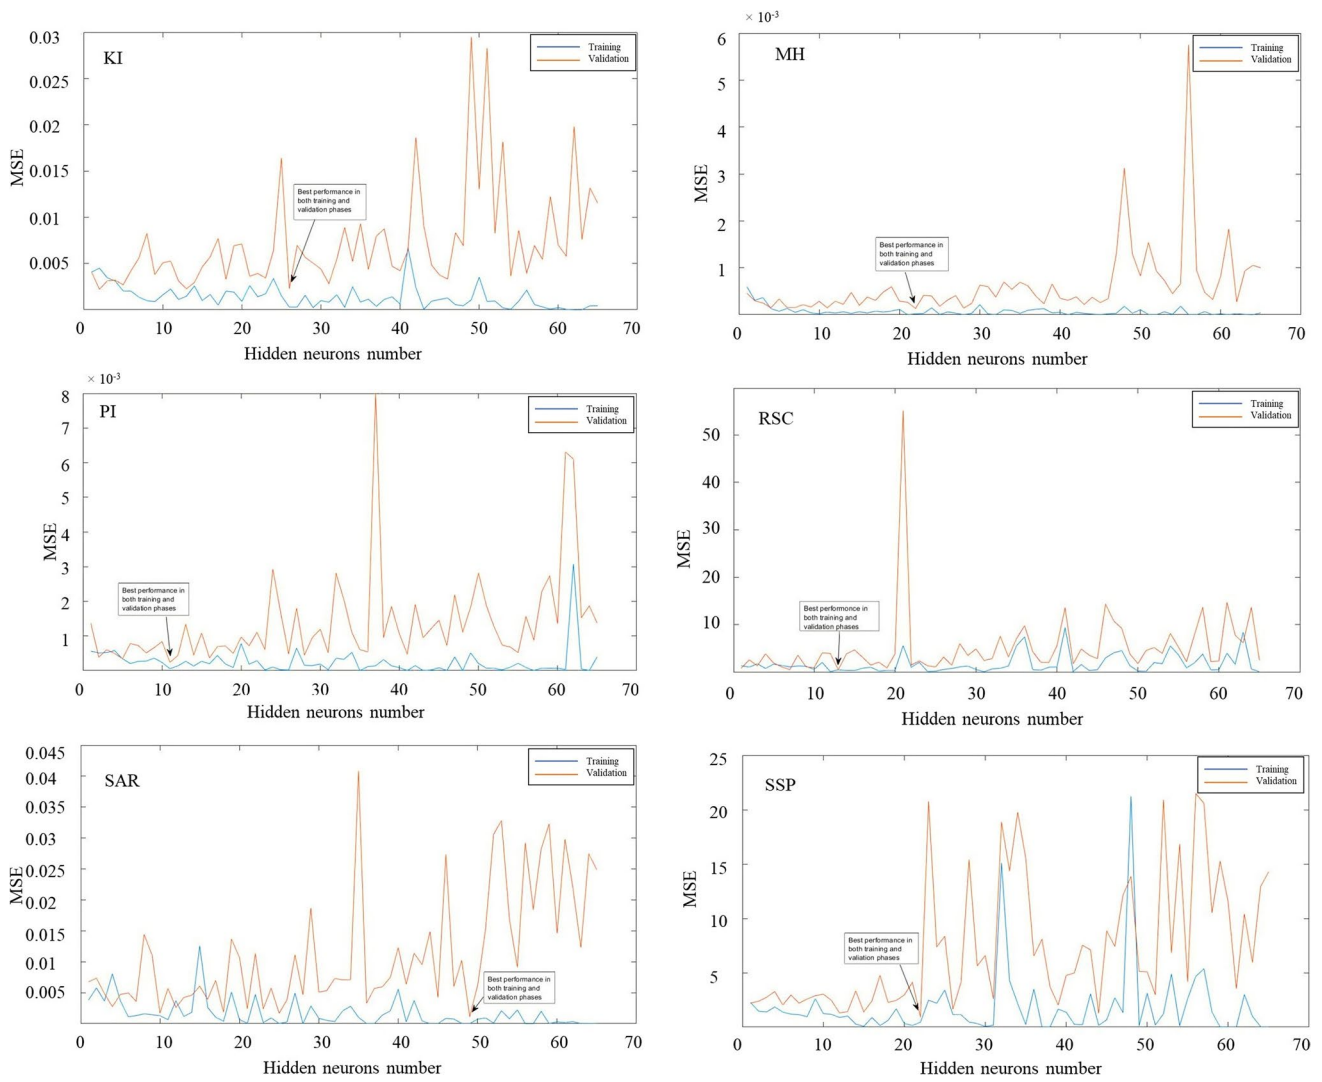 KI
0.03
0.025
0.02
0.015
0.01
0.005
MSE
Training
Validation
Best performance in
both training and
validation phases
0 10 20 30 40 50 60 70
Hidden neurons number
× 10-3
MH
6
5
4
3
2
1
MSE
Training
Validation
Best performance in
both training and
validation phases
0 10 20 30 40 50 60 70
Hidden neurons number
× 10-3
PI
8
7
6
5
4
3
2
1
MSE
Training
Validation
Best performance in
both training and
validation phases
0 10 20 30 40 50 60 70
Hidden neurons number
RSC
50
40
30
20
10
MSE
Training
Validation
Best performonce in
both training and
validation phases
0 10 20 30 40 50 60 70
Hidden neurons number
SAR
0.045
0.04
0.035
0.03
0.025
0.02
0.015
0.01
0.005
MSE
Training
Validation
Best performance in
both training and
validation phases
0 10 20 30 40 50 60 70
Hidden neurons number
SSP
25
20
15
10
5
MSE
Training
Validation
Best performance in
both training and
valiation phases
0 10 20 30 40 50 60 70
Hidden neurons number